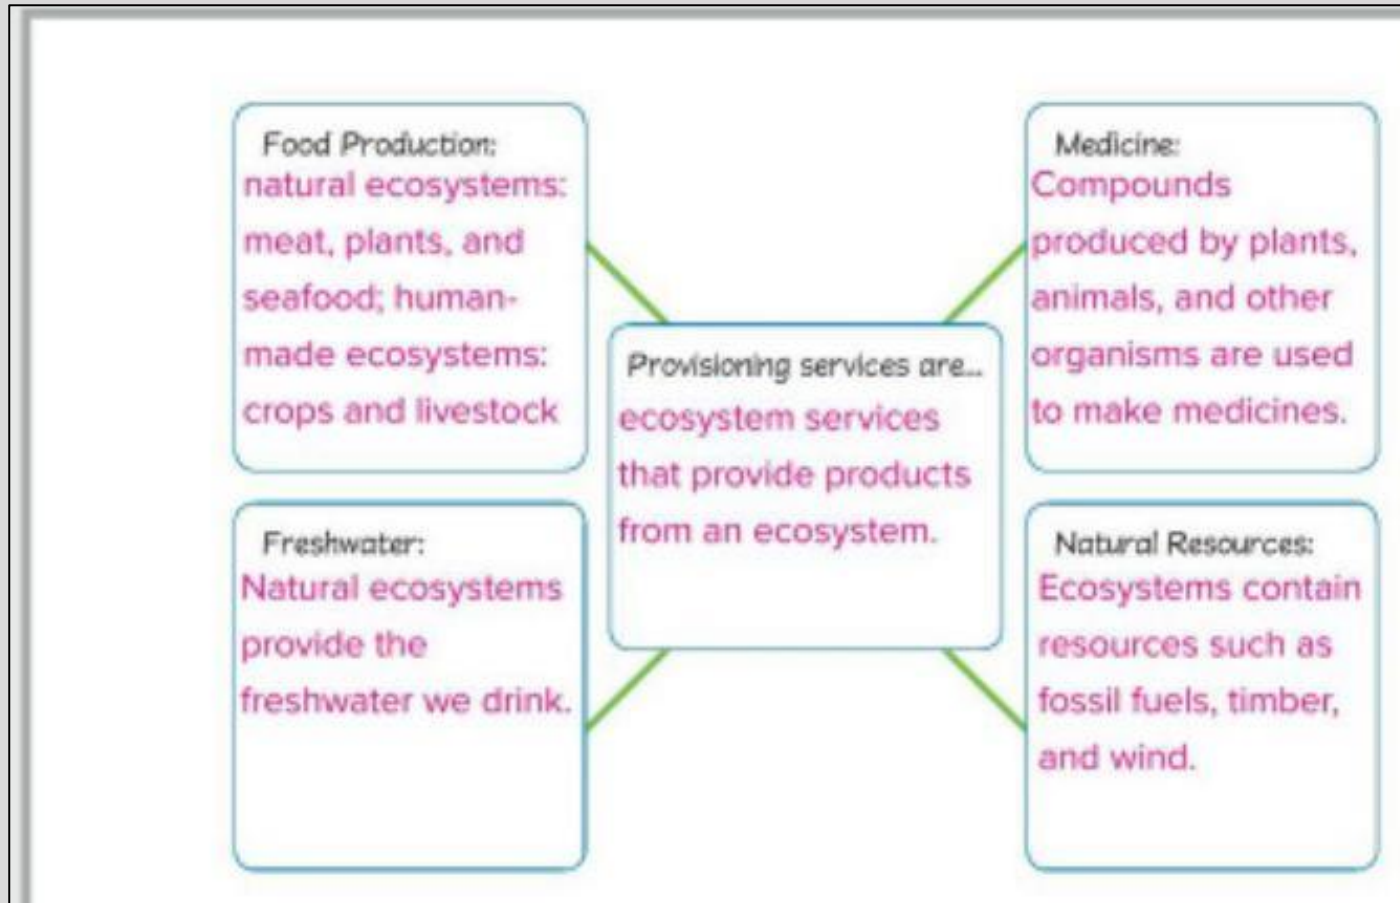 Food Production:
natural ecosystems:
meat, plants, and
seafood; human-
made ecosystems:
crops and livestock
Medicine:
Compounds
produced by plants,
animals, and other
organisms are used
to make medicines.
Provisioning services are...
ecosystem services
that provide products
from an ecosystem.
Freshwater:
Natural ecosystems
provide the
freshwater we drink.
Natural Resources:
Ecosystems contain
resources such as
fossil fuels, timber,
and wind.